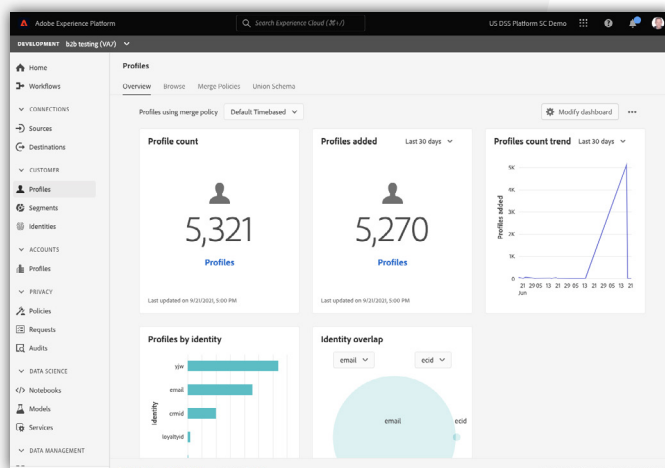 Adobe Experience Platform
Search Experience Cloud (⌘+/)
US DSS Platform SC Demo
DEVELOPMENT b2b testing (VA7)
Home
Workflows
CONNECTIONS
Sources
Destinations
CUSTOMER
Profiles
Segments
Identities
ACCOUNTS
Profiles
PRIVACY
Policies
Requests
Audits
DATA SCIENCE
Notebooks
Models
Services
DATA MANAGEMENT
Profiles
Overview Browse Merge Policies Union Schema
Profiles using merge policy Default Timebased
Modify dashboard
Profile count
5,321
Profiles
Last updated on 9/21/2021, 5:00 PM
Profiles added Last 30 days
5,270
Profiles
Last updated on 9/21/2021, 5:00 PM
Profiles count trend Last 30 days
Profiles added
5K
4K
3K
2K
1K
0
21 29 05 13 21 29 05 13 21 29 05 13 21
Jun
Profiles by identity
identity
yjw
email
crmid
loyaltyid
Identity overlap
email ecid
email
ecid